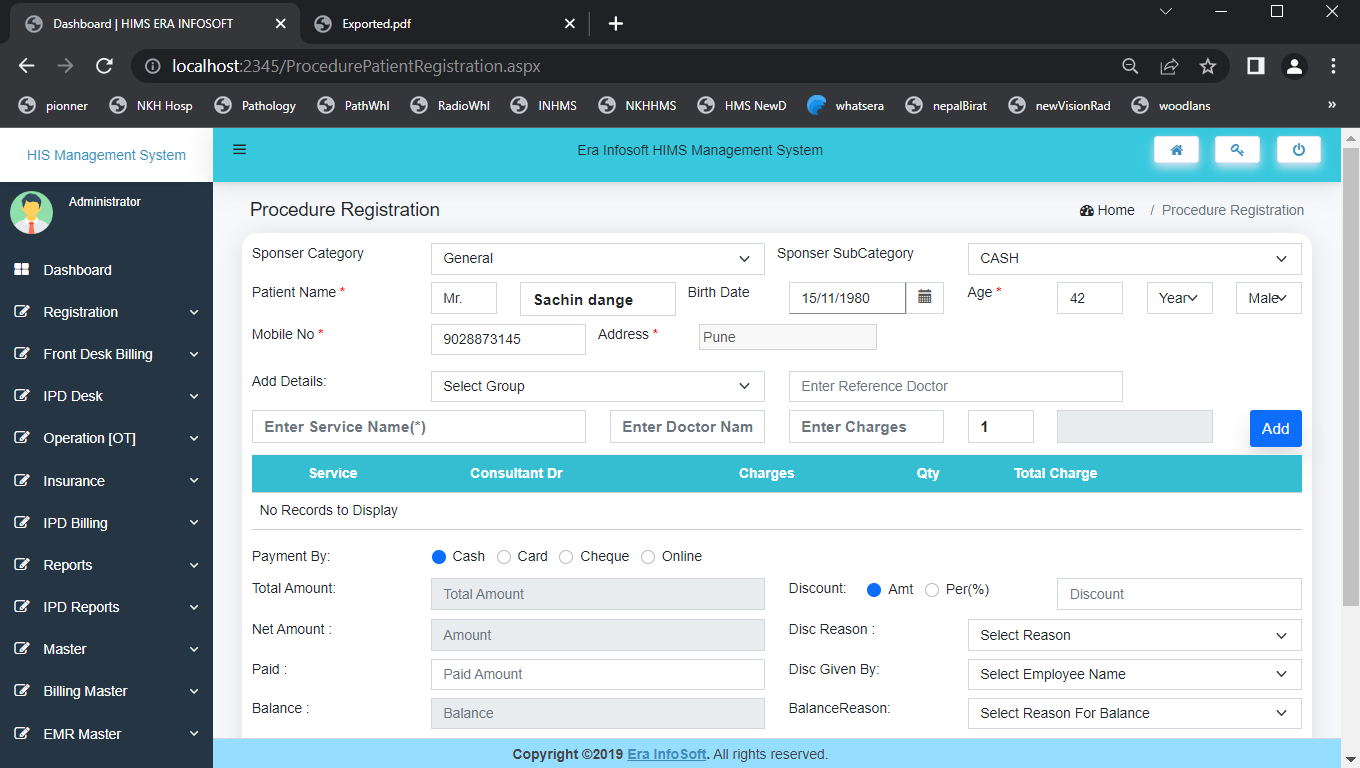 Dashboard | HIMS ERA INFOSOFT
Exported.pdf
localhost:2345/ProcedurePatientRegistration.aspx
pionner NKH Hosp Pathology PathWhl RadioWhl INHMS NKHHMS HMS NewD whatsera nepalBirat newVisionRad woodlans »
HIS Management System
Era Infosoft HIMS Management System
Administrator
Dashboard
Registration
Front Desk Billing
IPD Desk
Operation [OT]
Insurance
IPD Billing
Reports
IPD Reports
Master
Billing Master
EMR Master
Procedure Registration
Home / Procedure Registration
Sponser Category General Sponser SubCategory CASH
Patient Name * Mr. Sachin dange Birth Date 15/11/1980 Age * 42 Year Male
Mobile No * 9028873145 Address * Pune
Add Details: Select Group Enter Reference Doctor
Enter Service Name(*) Enter Doctor Nam Enter Charges 1 Add
Service Consultant Dr Charges Qty Total Charge
No Records to Display
Payment By: Cash Card Cheque Online
Total Amount: Total Amount Discount: Amt Per(%) Discount
Net Amount : Amount Disc Reason : Select Reason
Paid : Paid Amount Disc Given By: Select Employee Name
Balance : Balance BalanceReason: Select Reason For Balance
Copyright ©2019 Era InfoSoft. All rights reserved.